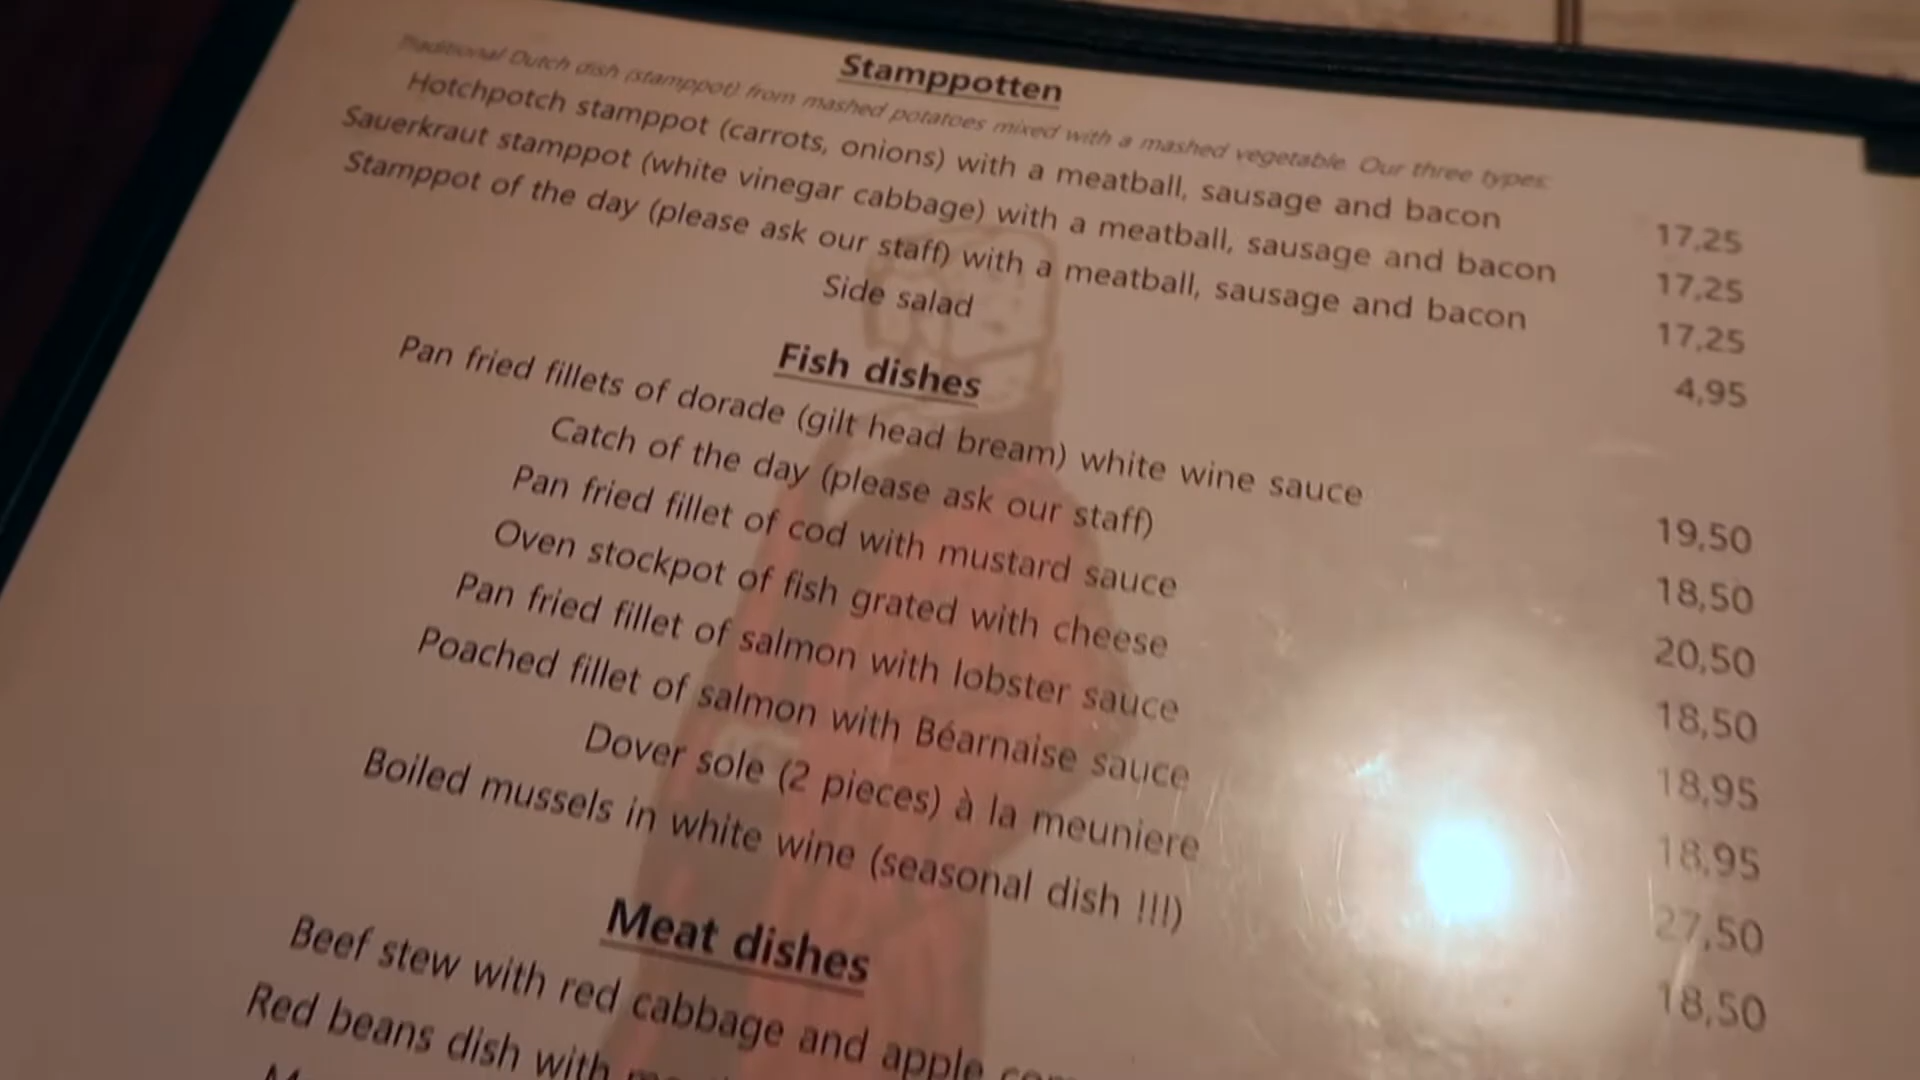 Stamppotten
Traditional Dutch dish (stamppot) from mashed potatoes mixed with a mashed vegetable. Our three types:
Hotchpotch stamppot (carrots, onions) with a meatball, sausage and bacon 17,25
Sauerkraut stamppot (white vinegar cabbage) with a meatball, sausage and bacon 17,25
Stamppot of the day (please ask our staff) with a meatball, sausage and bacon 17,25
Side salad 4,95
Fish dishes
Pan fried fillets of dorade (gilt head bream) white wine sauce 19,50
Catch of the day (please ask our staff) 18,50
Pan fried fillet of cod with mustard sauce 20,50
Oven stockpot of fish grated with cheese 18,50
Pan fried fillet of salmon with lobster sauce 18,95
Poached fillet of salmon with Béarnaise sauce 18,95
Dover sole (2 pieces) à la meuniere 27,50
Boiled mussels in white wine (seasonal dish !!!) 18,50
Meat dishes
Beef stew with red cabbage and apple
Red beans dish with